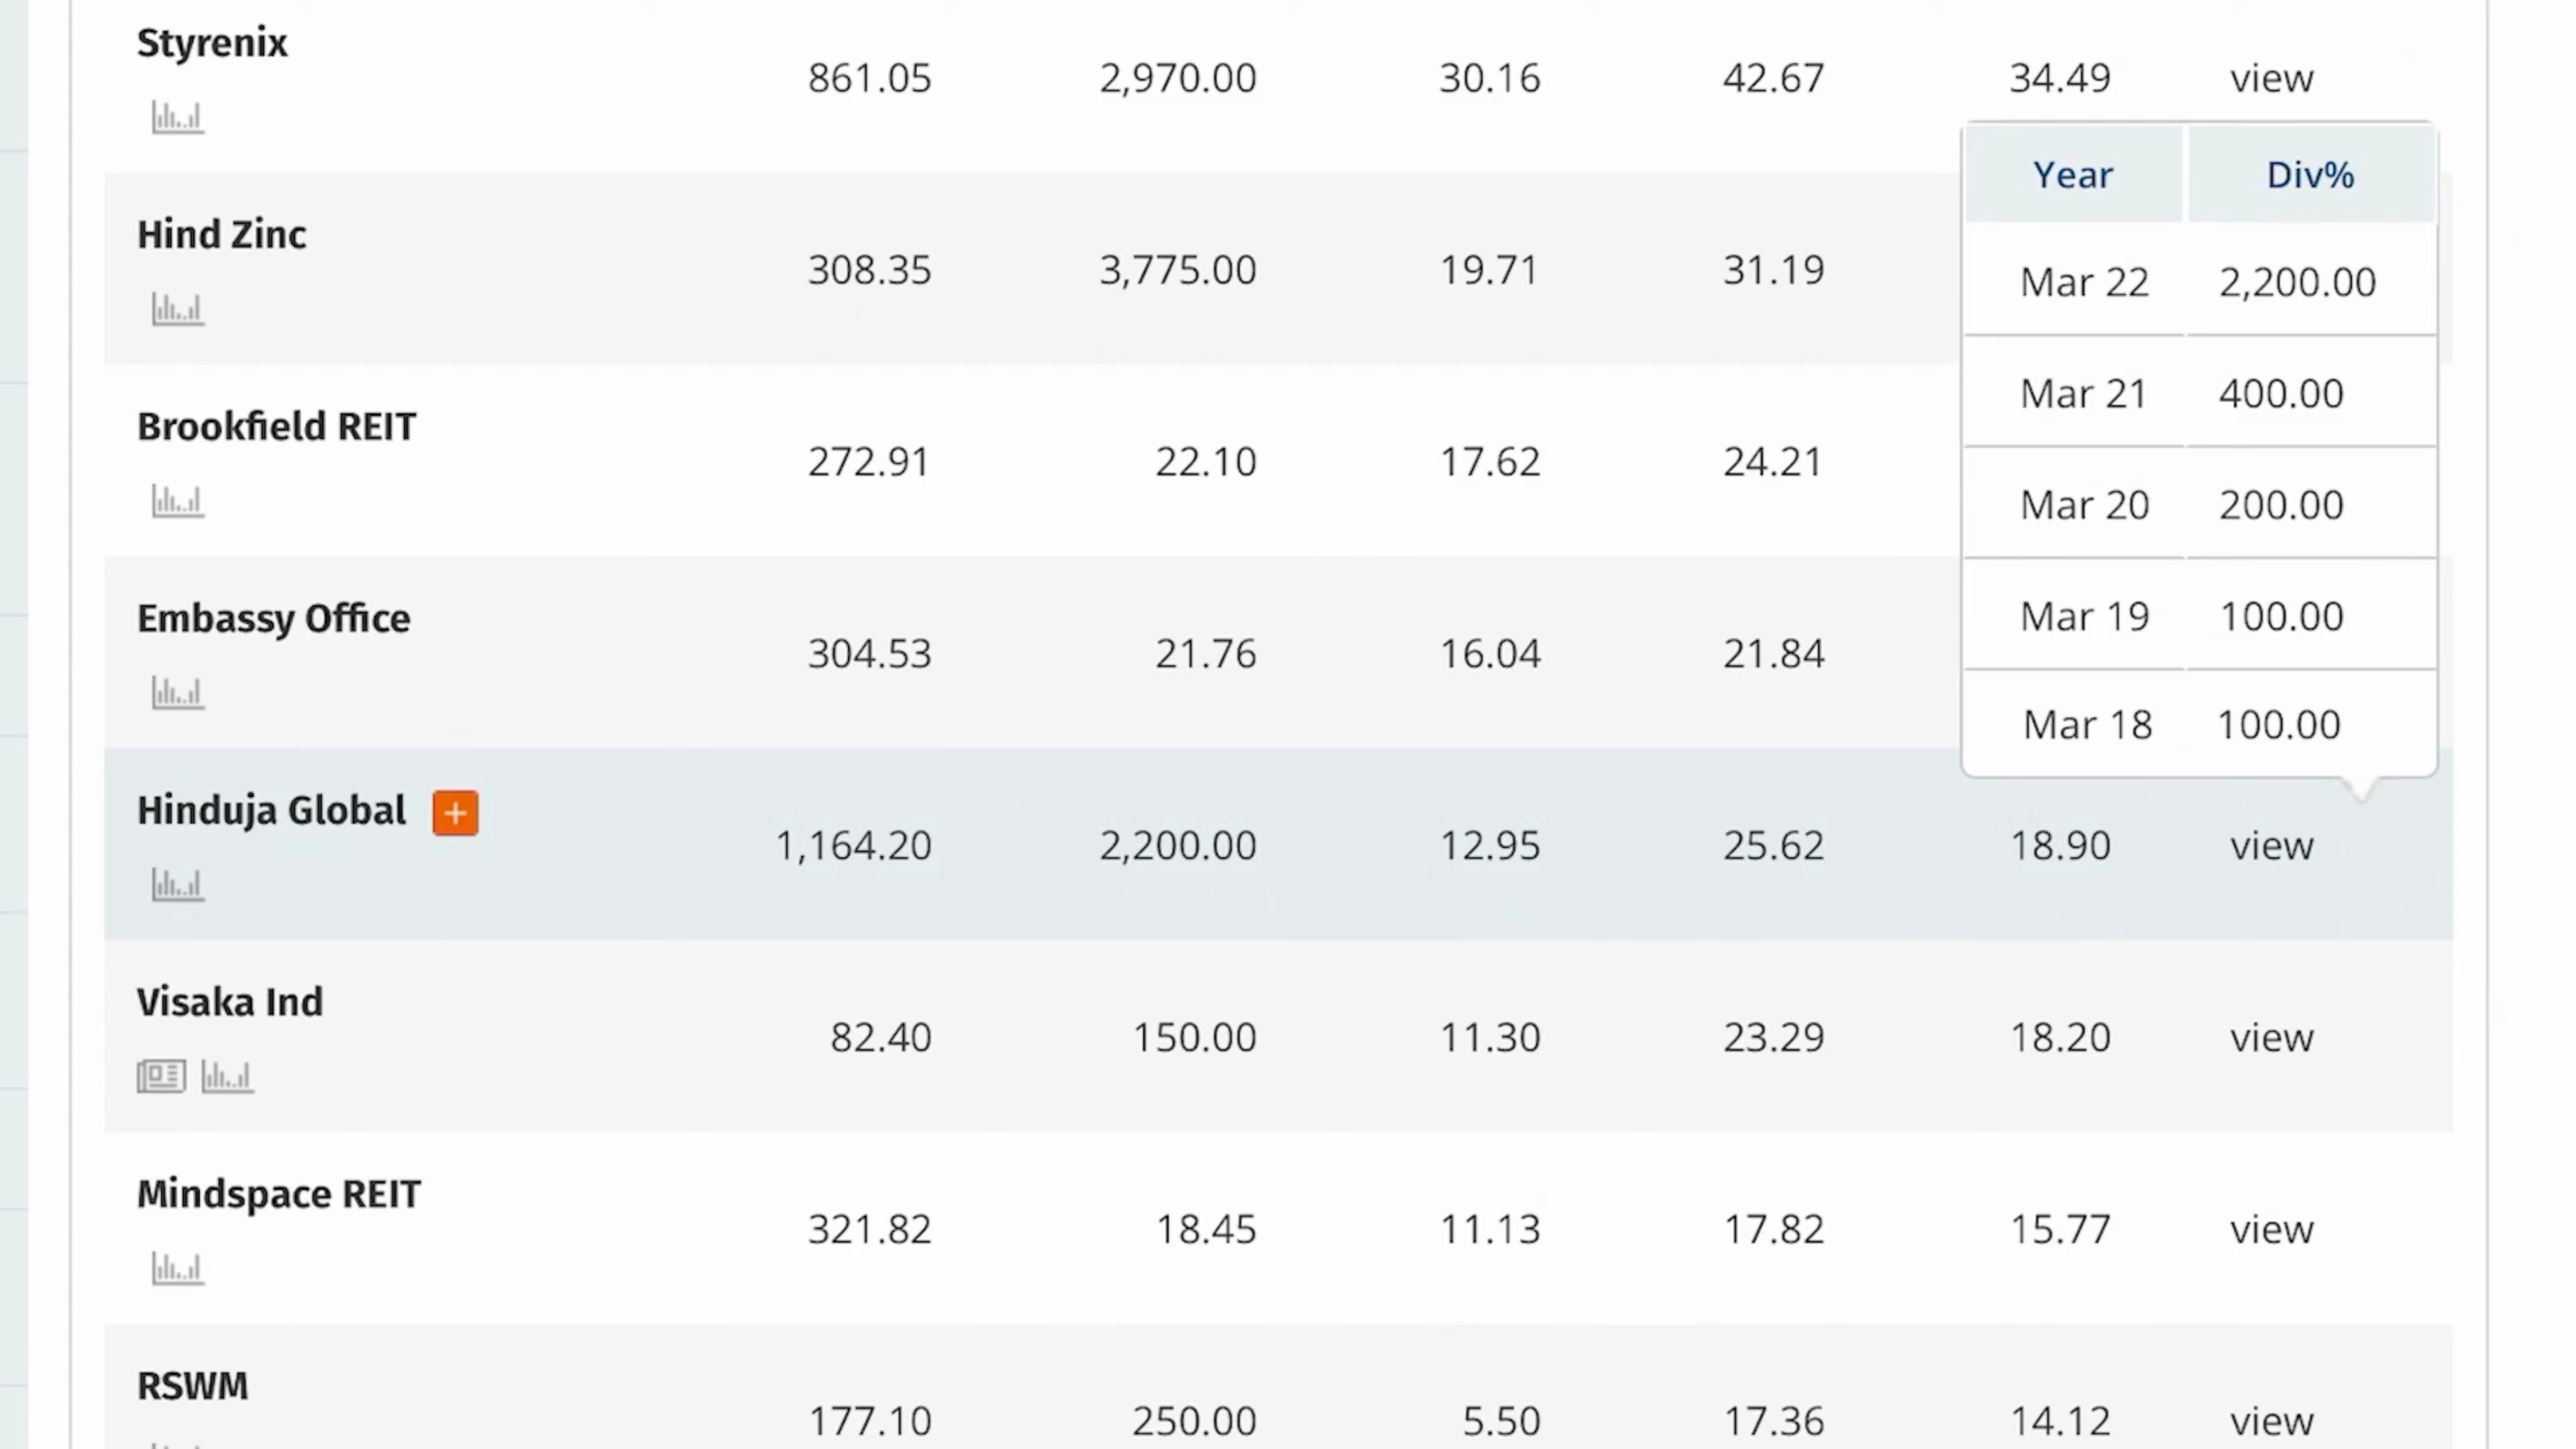 Styrenix
861.05 2,970.00 30.16 42.67 34.49 view
Year Div%
Hind Zinc
308.35 3,775.00 19.71 31.19
Mar 22 2,200.00
Mar 21 400.00
Brookfield REIT
272.91 22.10 17.62 24.21
Mar 20 200.00
Embassy Office
Mar 19 100.00
304.53 21.76 16.04 21.84
Mar 18 100.00
Hinduja Global +
1,164.20 2,200.00 12.95 25.62 18.90 view
Visaka Ind
82.40 150.00 11.30 23.29 18.20 view
Mindspace REIT
321.82 18.45 11.13 17.82 15.77 view
RSWM
177.10 250.00 5.50 17.36 14.12 view